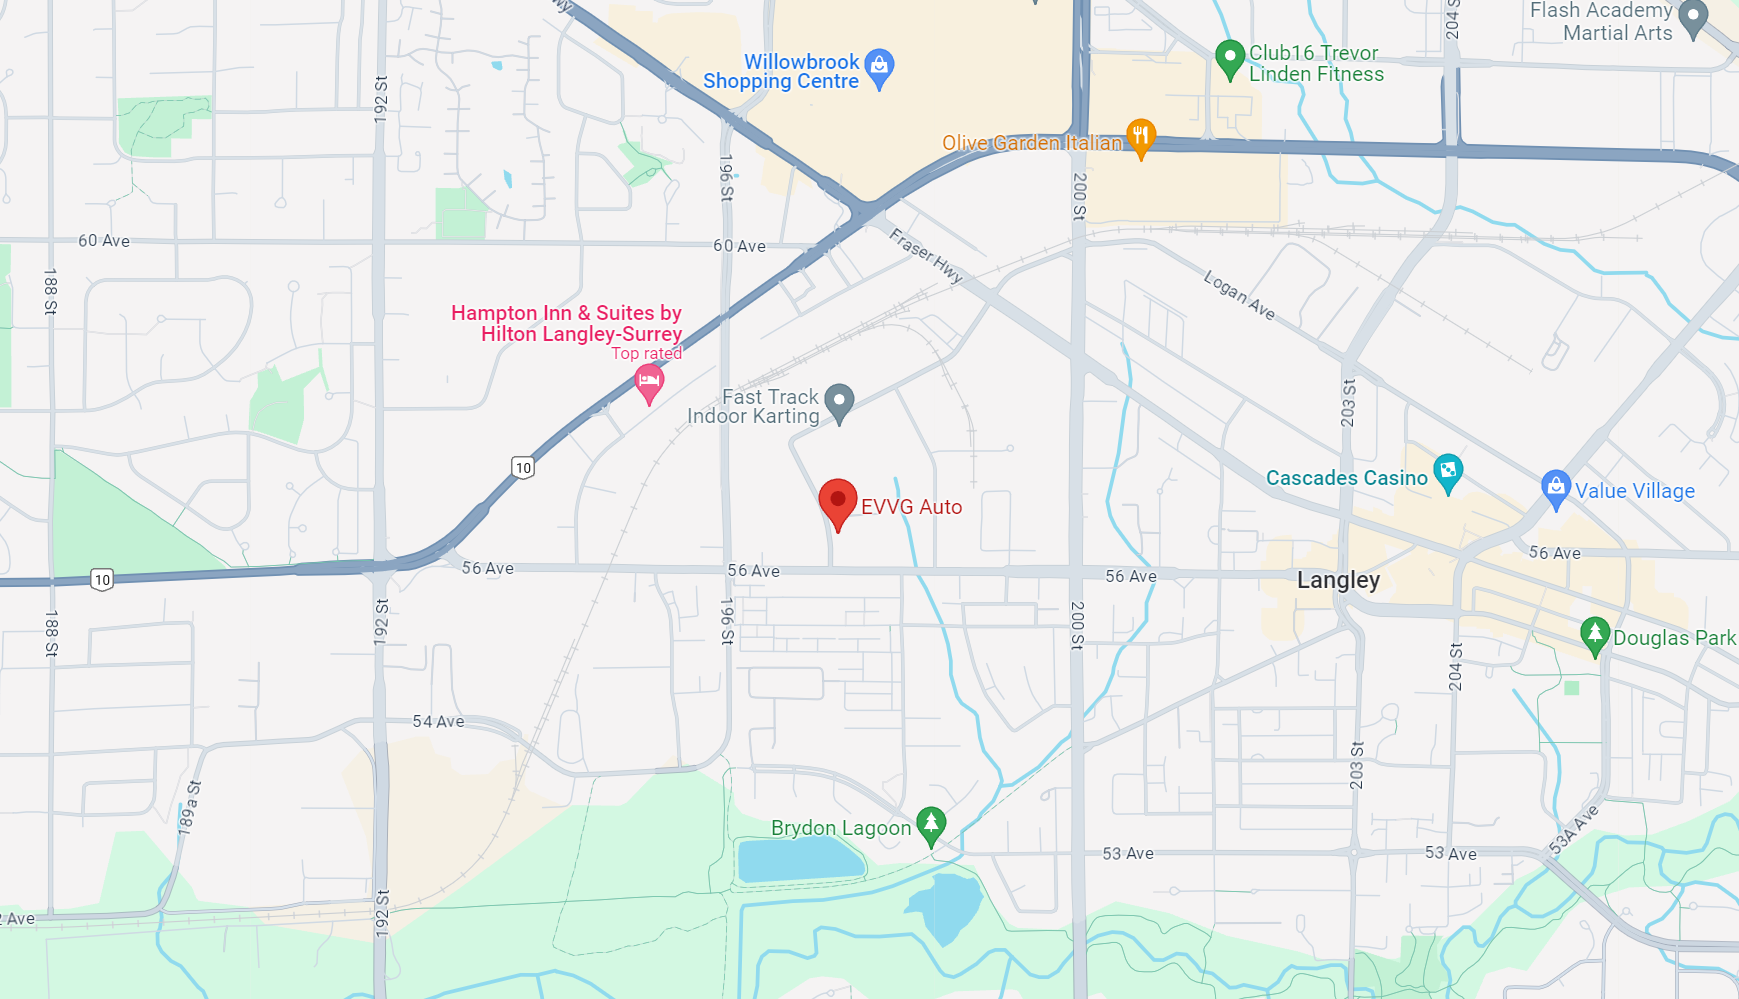 wy
204 S
Flash Academy
Martial Arts
Willowbrook
Shopping Centre
Club16 Trevor
Linden Fitness
192 St
Olive Garden Italian
196 St
200 St
60 Ave
60 Ave
Fraser Hwy
188 St
Logan Ave
Hampton Inn & Suites by
Hilton Langley-Surrey
Top rated
Fast Track
Indoor Karting
203 St
10
Cascades Casino
Value Village
EVVG Auto
56 Ave
10
56 Ave
56 Ave
56 Ave
Langley
188 St
192 St
196 St
200 St
Douglas Park
204 St
54 Ave
203 St
189a St
Brydon Lagoon
53 Ave
53 Ave
53A Ave
192 St
2 Ave